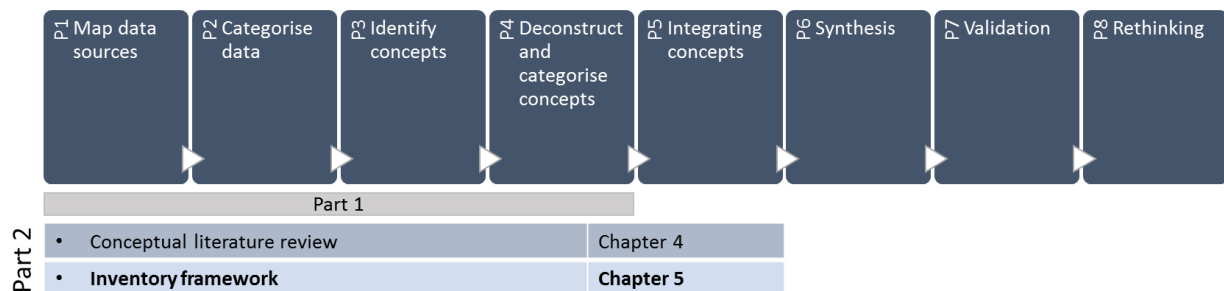 P1 Map data
sources
P2 Categorise
data
P3 Identify
concepts
P4 Deconstruct
and
categorise
concepts
P5 Integrating
concepts
P6 Synthesis
P7 Validation
P8 Rethinking
Part 1
Part 2
• Conceptual literature review Chapter 4
• Inventory framework Chapter 5